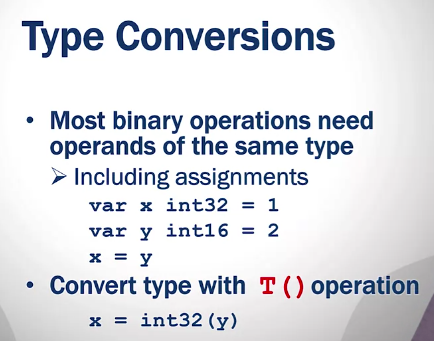 Type Conversions
• Most binary operations need
operands of the same type
➤ Including assignments
var x int32 = 1
var y int16 = 2
x = y
• Convert type with T() operation
x = int32(y)